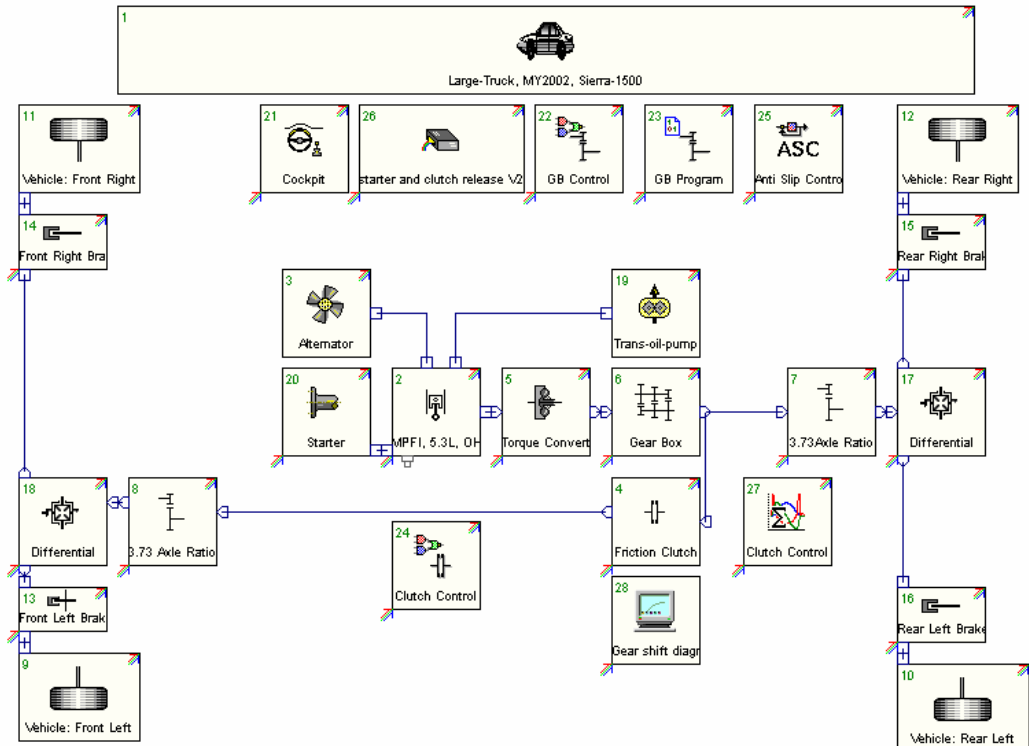 1
Large-Truck, MY2002, Sierra-1500
11
Vehicle: Front Right
21
Cockpit
26
starter and clutch release V2
22
GB Control
23
GB Program
25
ASC
Anti Slip Contro
12
Vehicle: Rear Right
14
Front Right Bra
15
Rear Right Brak
3
Alternator
19
Trans-oil-pump
20
Starter
2
MPFI, 5.3L, OH
5
Torque Convert
6
Gear Box
7
3.73Axle Ratio
17
Differential
18
Differential
8
3.73 Axle Ratio
24
Clutch Control
4
Friction Clutch
27
Clutch Control
13
Front Left Brak
28
Gear shift diagr
16
Rear Left Brake
9
Vehicle: Front Left
10
Vehicle: Rear Left